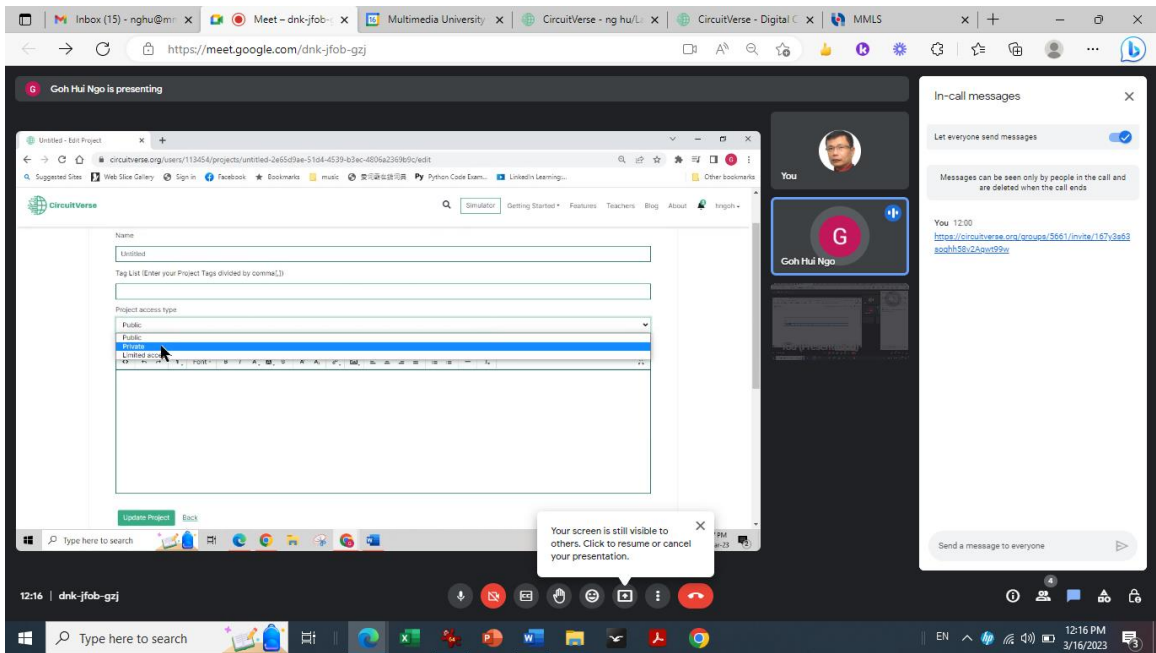 Inbox (15) - nghu@mm
Meet – dnk-jfob-g
Multimedia University
CircuitVerse - ng hu/La
CircuitVerse - Digital C
MMLS
https://meet.google.com/dnk-jfob-gzj
G Goh Hui Ngo is presenting
Untitled - Edit Project
circuitverse.org/users/113454/projects/untitled-2e65d9ae-51d4-4539-b3ec-4806a2369b9c/edit
Suggested Sites Web Slice Gallery Sign in Facebook Bookmarks music Python Code Exam... LinkedIn Learning:... Other bookmarks
CircuitVerse
Simulator Getting Started Features Teachers Blog About hngoh
Name
Untitled
Tag List (Enter your Project Tags divided by comma(,))
Project access type
Public
Public
Private
Limited acc
Font
Update Project Back
Type here to search
PM
You
G
Goh Hui Ngo
Your screen is still visible to
others. Click to resume or cancel
your presentation.
In-call messages
Let everyone send messages
Messages can be seen only by people in the call and
are deleted when the call ends
You 12:00
https://circuitverse.org/groups/5661/invite/167y3a63
soqhh58v2Aqwt99w
Send a message to everyone
12:16 | dnk-jfob-gzj
4
Type here to search
EN
12:16 PM
3/16/2023
3